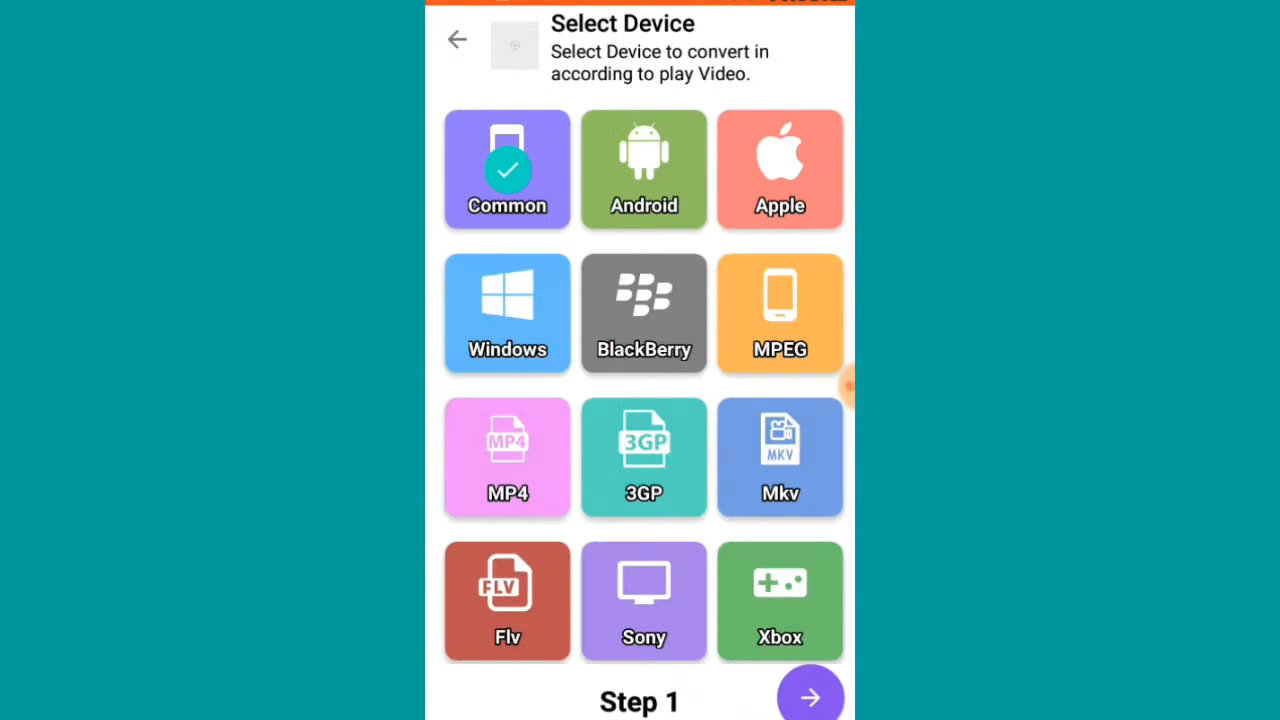 Select Device
Select Device to convert in
according to play Video.
Common
Android
Apple
Windows
BlackBerry
MPEG
MP4
MP4
3GP
3GP
MKV
Mkv
FLV
Flv
Sony
Xbox
Step 1